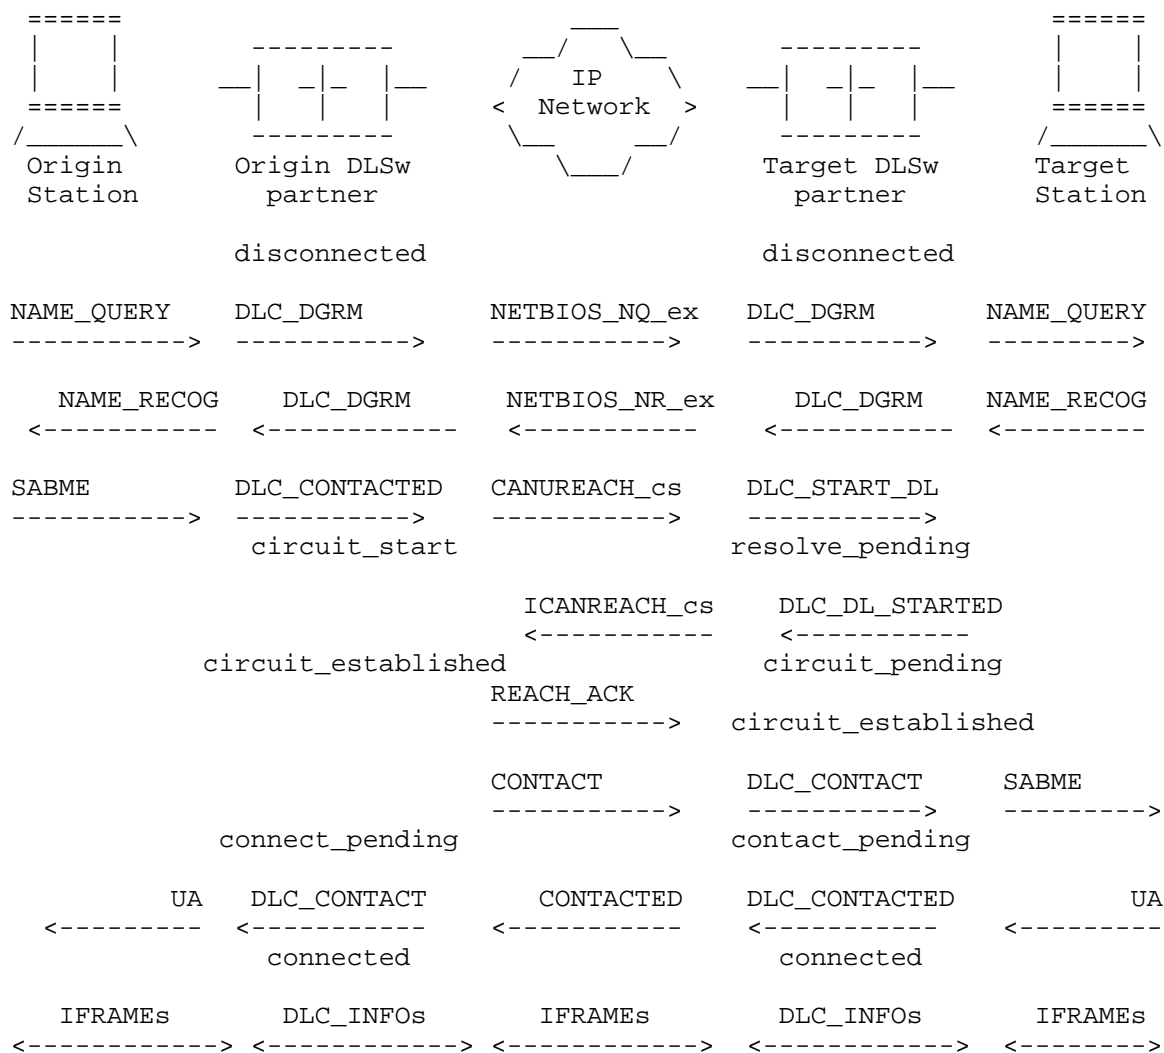 IP
Network
Origin Origin DLSw Target DLSw Target
Station partner partner Station
disconnected disconnected
NAME_QUERY DLC_DGRM NETBIOS_NQ_ex DLC_DGRM NAME_QUERY
NAME_RECOG DLC_DGRM NETBIOS_NR_ex DLC_DGRM NAME_RECOG
SABME DLC_CONTACTED CANUREACH_cs DLC_START_DL
circuit_start resolve_pending
ICANREACH_cs DLC_DL_STARTED
circuit_established circuit_pending
REACH_ACK
circuit_established
CONTACT DLC_CONTACT SABME
connect_pending contact_pending
UA DLC_CONTACT CONTACTED DLC_CONTACTED UA
connected connected
IFRAMEs DLC_INFOs IFRAMEs DLC_INFOs IFRAMEs